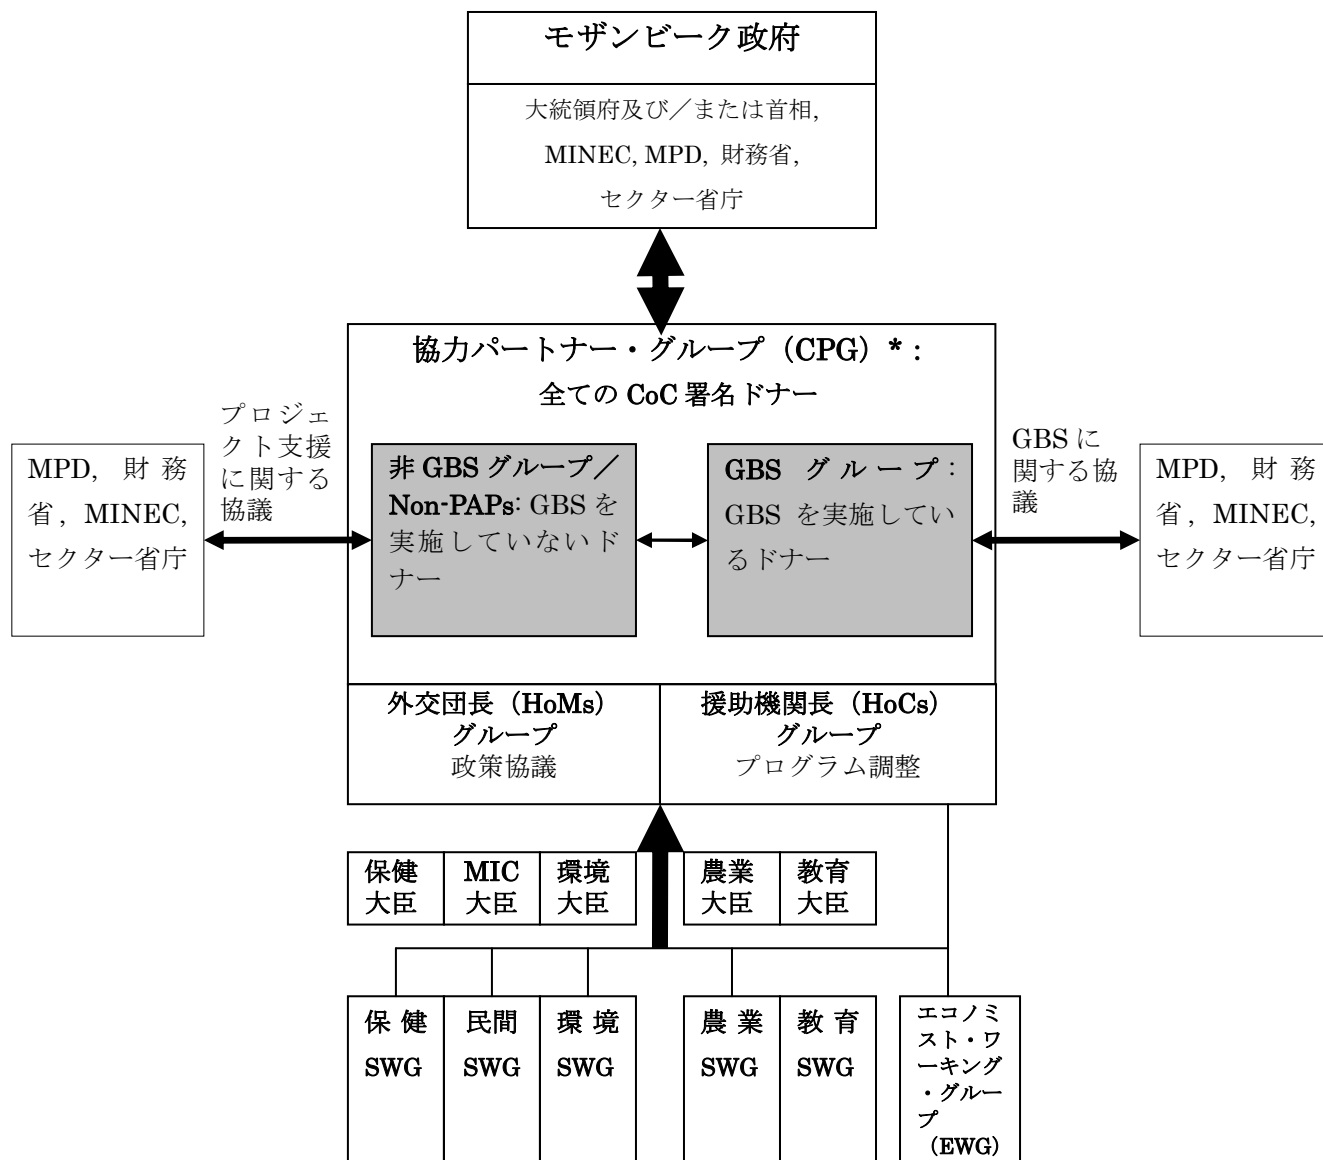 モザンビーク政府
大統領府及び／または首相,
MINEC, MPD, 財務省,
セクター省庁
協力パートナー・グループ（CPG）*：
全ての CoC 署名ドナー
プロジェ
クト支援
に関する
協議
GBS に
関する協
議
MPD, 財務
省, MINEC,
セクター省庁
非 GBS グループ／
Non-PAPs: GBS を
実施していないド
ナー
GBS グループ：
GBS を実施してい
るドナー
MPD, 財務
省, MINEC,
セクター省庁
外交団長（HoMs）
グループ
政策協議
援助機関長（HoCs）
グループ
プログラム調整
保健
大臣
MIC
大臣
環境
大臣
農業
大臣
教育
大臣
保健
SWG
民間
SWG
環境
SWG
農業
SWG
教育
SWG
エコノミ
スト・ワ
ーキング
・グルー
プ
（EWG）